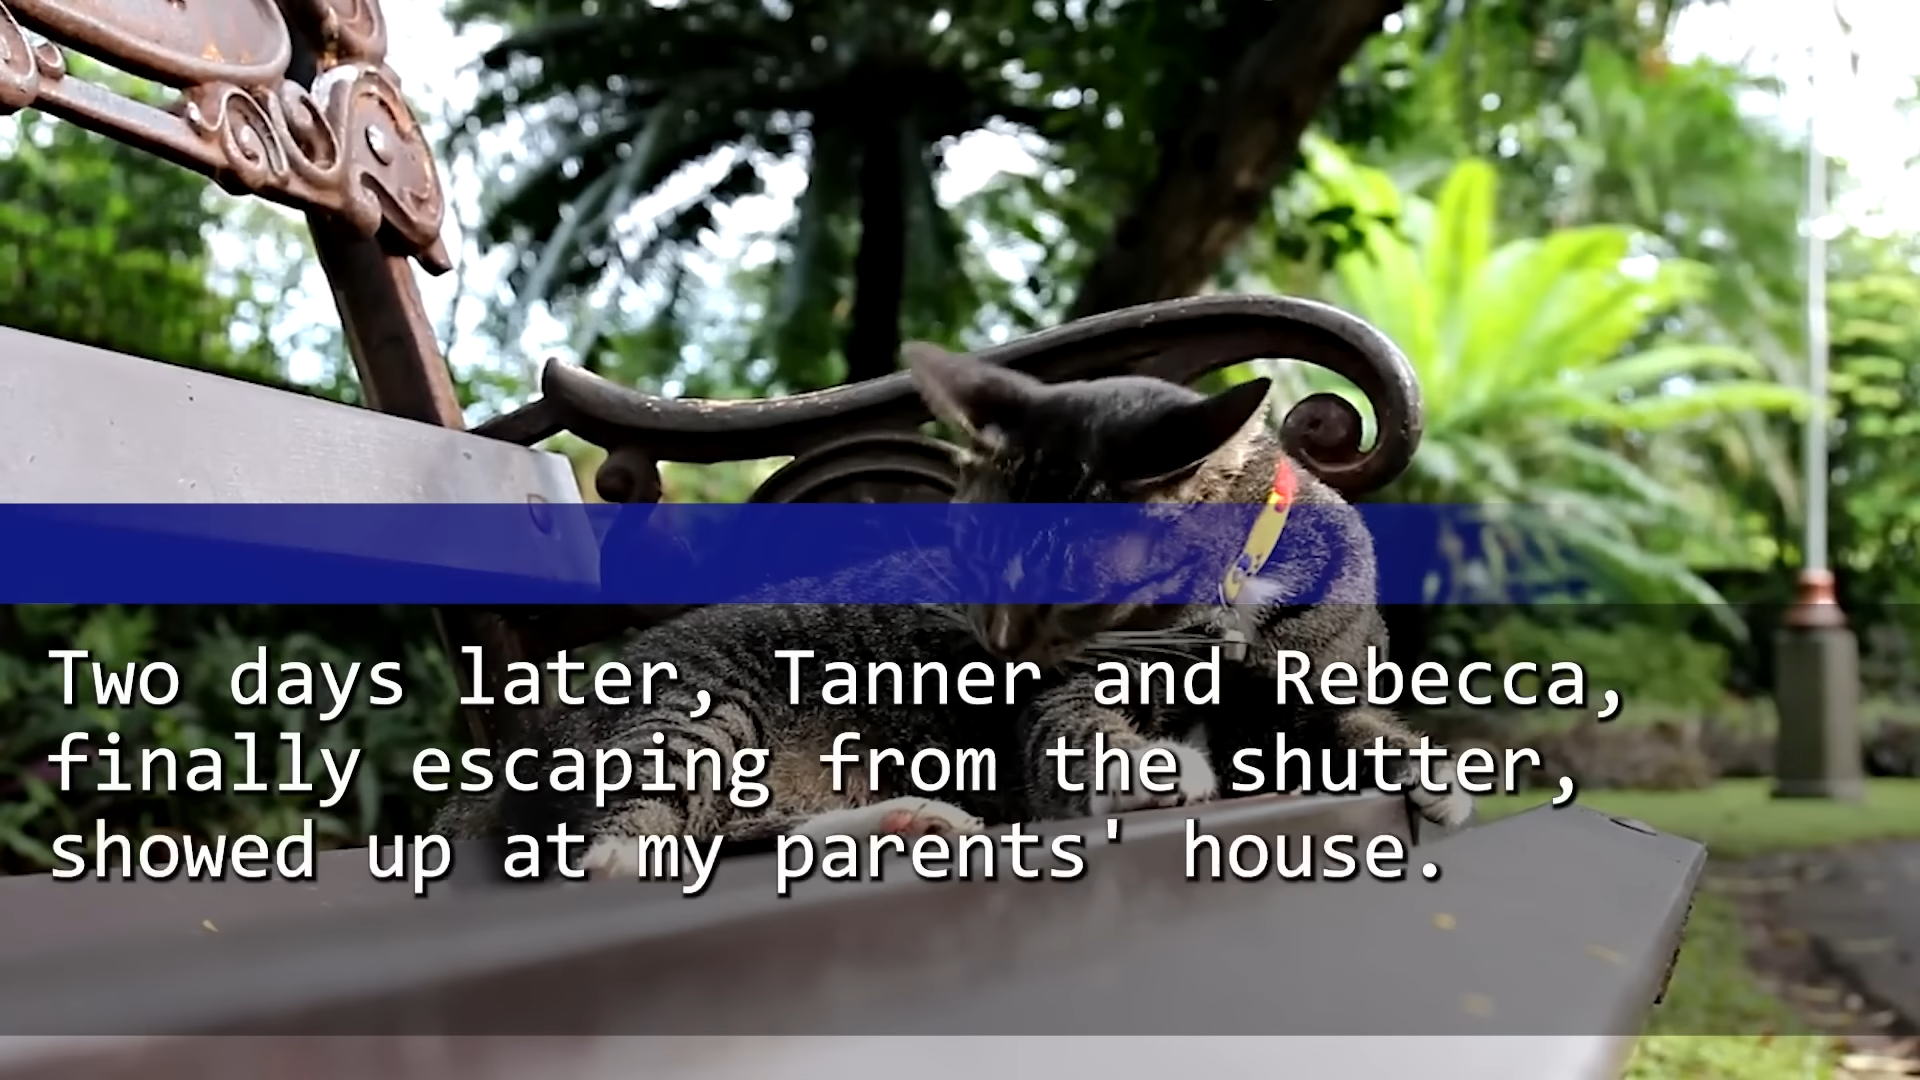 Two days later, Tanner and Rebecca,
finally escaping from the shutter,
showed up at my parents' house.